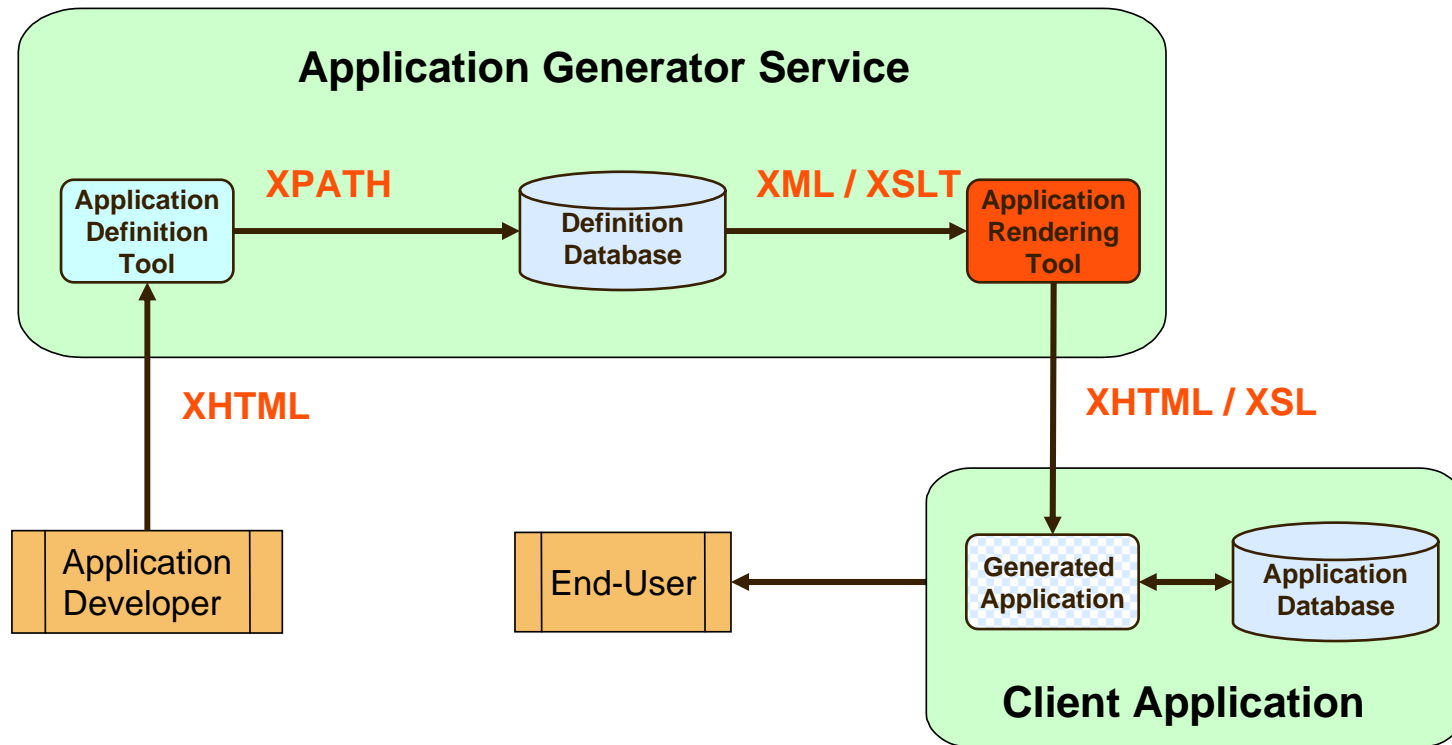 Application Generator Service
XPATH
XML / XSLT
Application
Definition
Tool
Definition
Database
Application
Rendering
Tool
XHTML
XHTML / XSL
Application
Developer
End-User
Generated
Application
Application
Database
Client Application